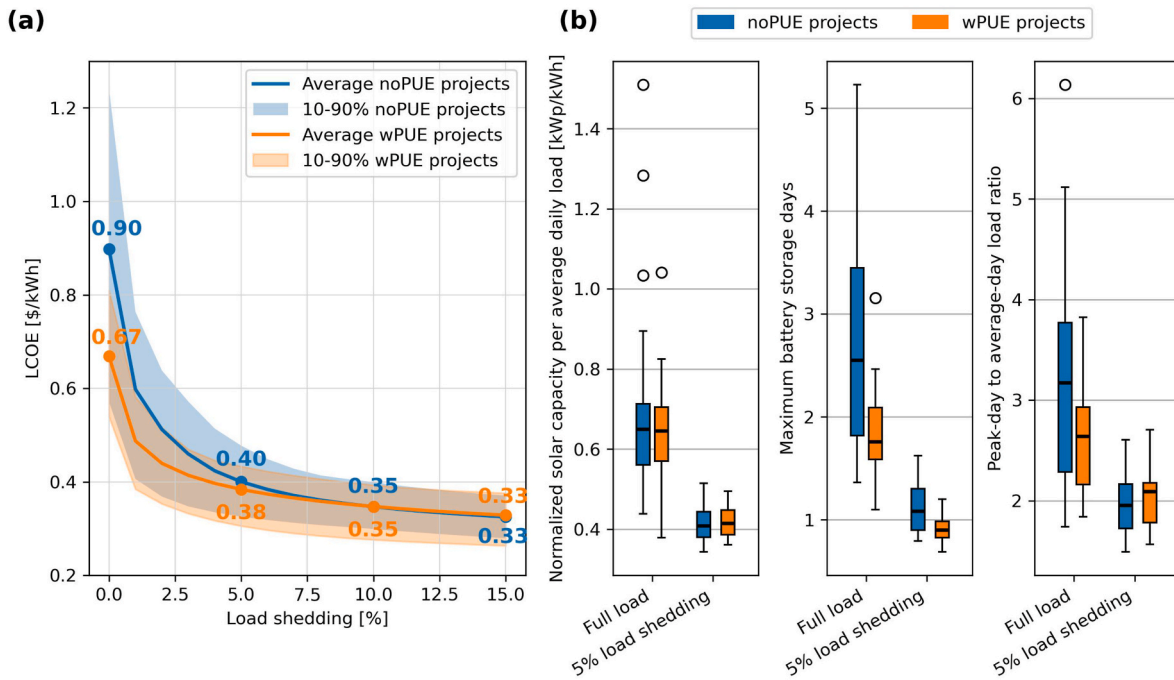 (a)
LCOE [$/kWh]
1.2
1.0
0.8
0.6
0.4
0.2
0.90
0.67
0.40
0.38
0.35
0.35
0.33
0.33
Average noPUE projects
10-90% noPUE projects
Average wPUE projects
10-90% wPUE projects
0.0 2.5 5.0 7.5 10.0 12.5 15.0
Load shedding [%]
(b)
noPUE projects wPUE projects
Normalized solar capacity per average daily load [kWp/kWh]
1.4
1.2
1.0
0.8
0.6
0.4
Full load
5% load shedding
Maximum battery storage days
5
4
3
2
1
Full load
5% load shedding
Peak-day to average-day load ratio
6
5
4
3
2
Full load
5% load shedding